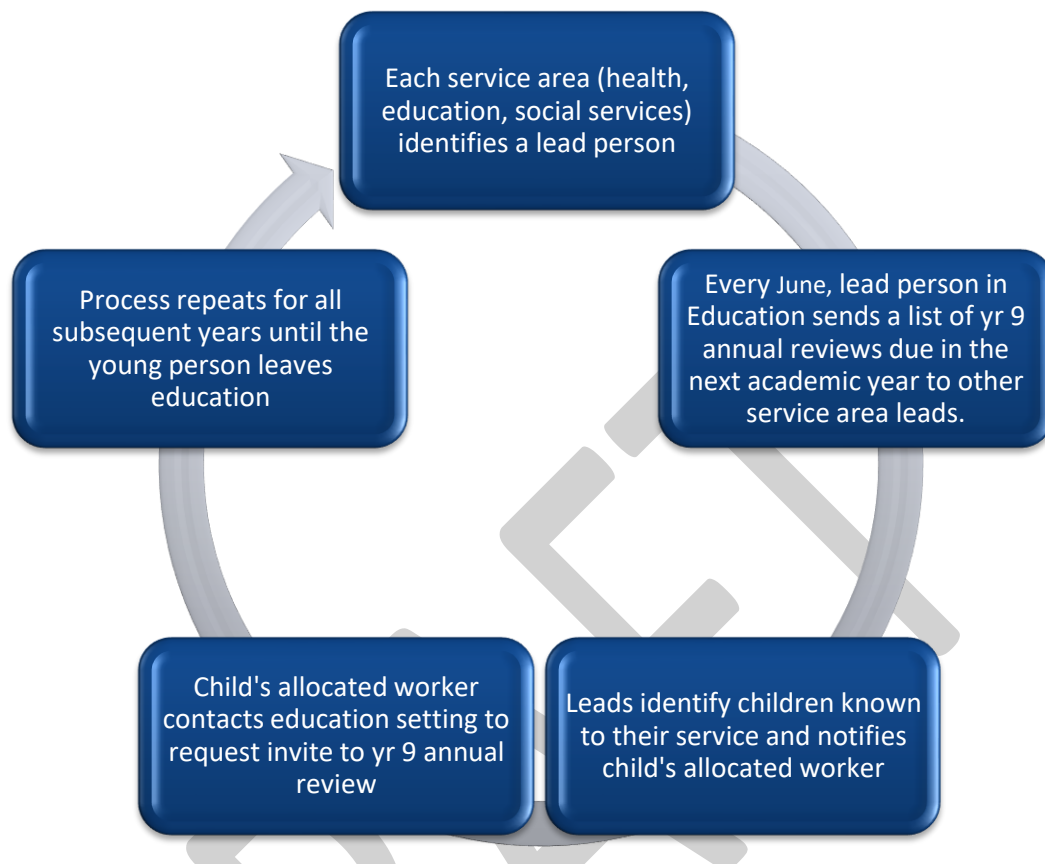 Each service area (health,
education, social services)
identifies a lead person
Every June, lead person in
Education sends a list of yr 9
annual reviews due in the
next academic year to other
service area leads.
Leads identify children known
to their service and notifies
child's allocated worker
Child's allocated worker
contacts education setting to
request invite to yr 9 annual
review
Process repeats for all
subsequent years until the
young person leaves
education